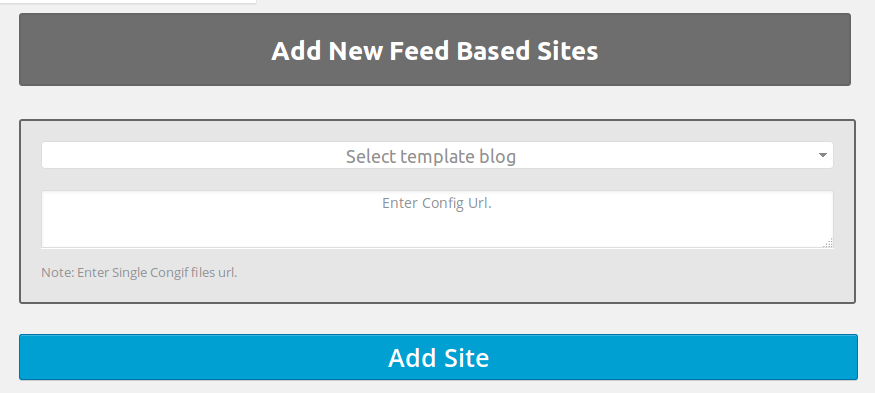 Add New Feed Based Sites
Select template blog
Enter Config Url.
Note: Enter Single Congif files url.
Add Site